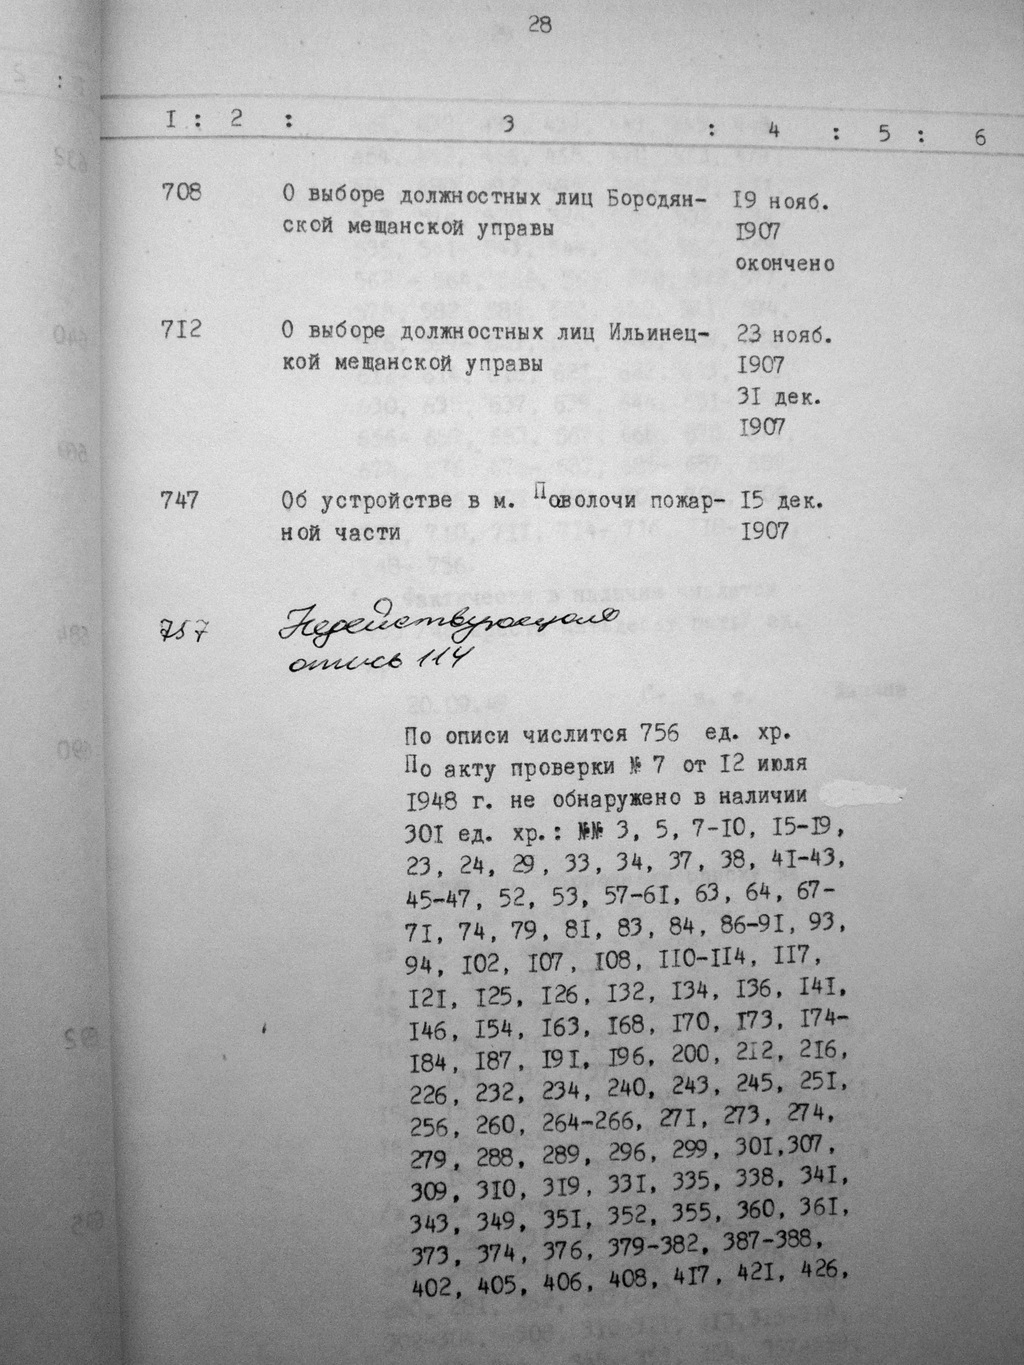 28
I : 2 : 3 : 4 : 5 : 6
708 О выборе должностных лиц Бородян- 19 нояб.
ской мещанской управы 1907
окончено
712 О выборе должностных лиц Ильинец- 23 нояб.
кой мещанской управы 1907
31 дек.
1907
747 Об устройстве в м. Поволочи пожар- 15 дек.
ной части 1907
757 Недействующая
опись 114
По описи числится 756 ед. хр.
По акту проверки № 7 от 12 июля
1948 г. не обнаружено в наличии
301 ед. хр.: №№ 3, 5, 7-10, 15-19,
23, 24, 29, 33, 34, 37, 38, 41-43,
45-47, 52, 53, 57-61, 63, 64, 67-
71, 74, 79, 81, 83, 84, 86-91, 93,
94, 102, 107, 108, 110-114, 117,
121, 125, 126, 132, 134, 136, 141,
146, 154, 163, 168, 170, 173, 174-
184, 187, 191, 196, 200, 212, 216,
226, 232, 234, 240, 243, 245, 251,
256, 260, 264-266, 271, 273, 274,
279, 288, 289, 296, 299, 301,307,
309, 310, 319, 331, 335, 338, 341,
343, 349, 351, 352, 355, 360, 361,
373, 374, 376, 379-382, 387-388,
402, 405, 406, 408, 417, 421, 426,